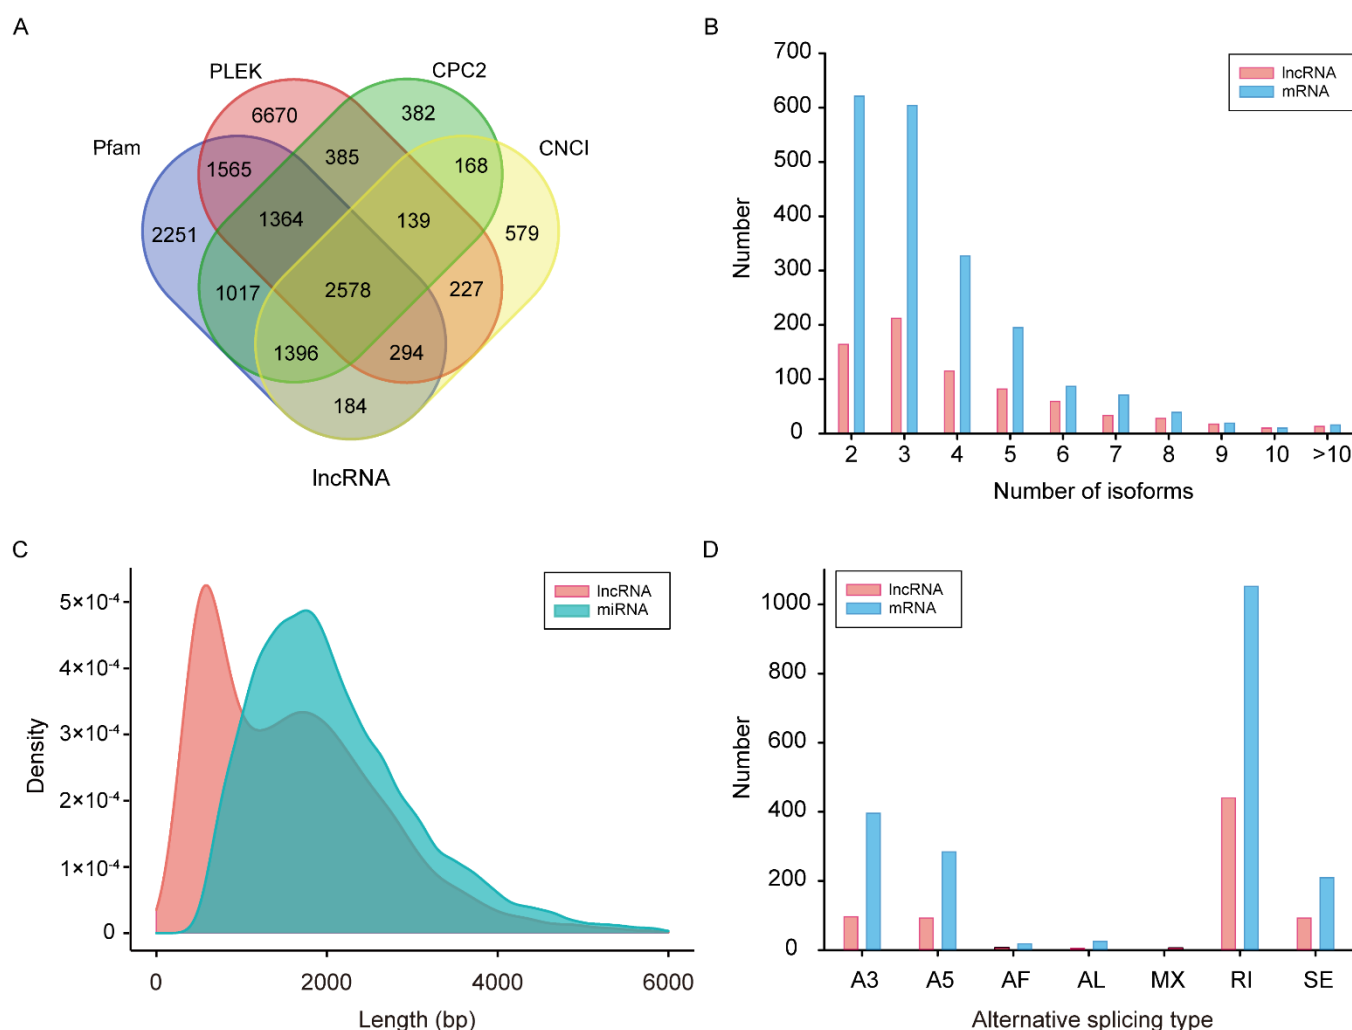 A
PLEK
CPC2
Pfam
CNCI
6670
382
1565
385
168
2251
1364
139
579
1017
2578
227
1396
294
184
lncRNA
B
700
600
500
400
300
200
100
0
Number
lncRNA
mRNA
2 3 4 5 6 7 8 9 10 >10
Number of isoforms
C
5×10⁻⁴
4×10⁻⁴
3×10⁻⁴
2×10⁻⁴
1×10⁻⁴
0
Density
lncRNA
miRNA
0 2000 4000 6000
Length (bp)
D
1000
800
600
400
200
0
Number
lncRNA
mRNA
A3 A5 AF AL MX RI SE
Alternative splicing type